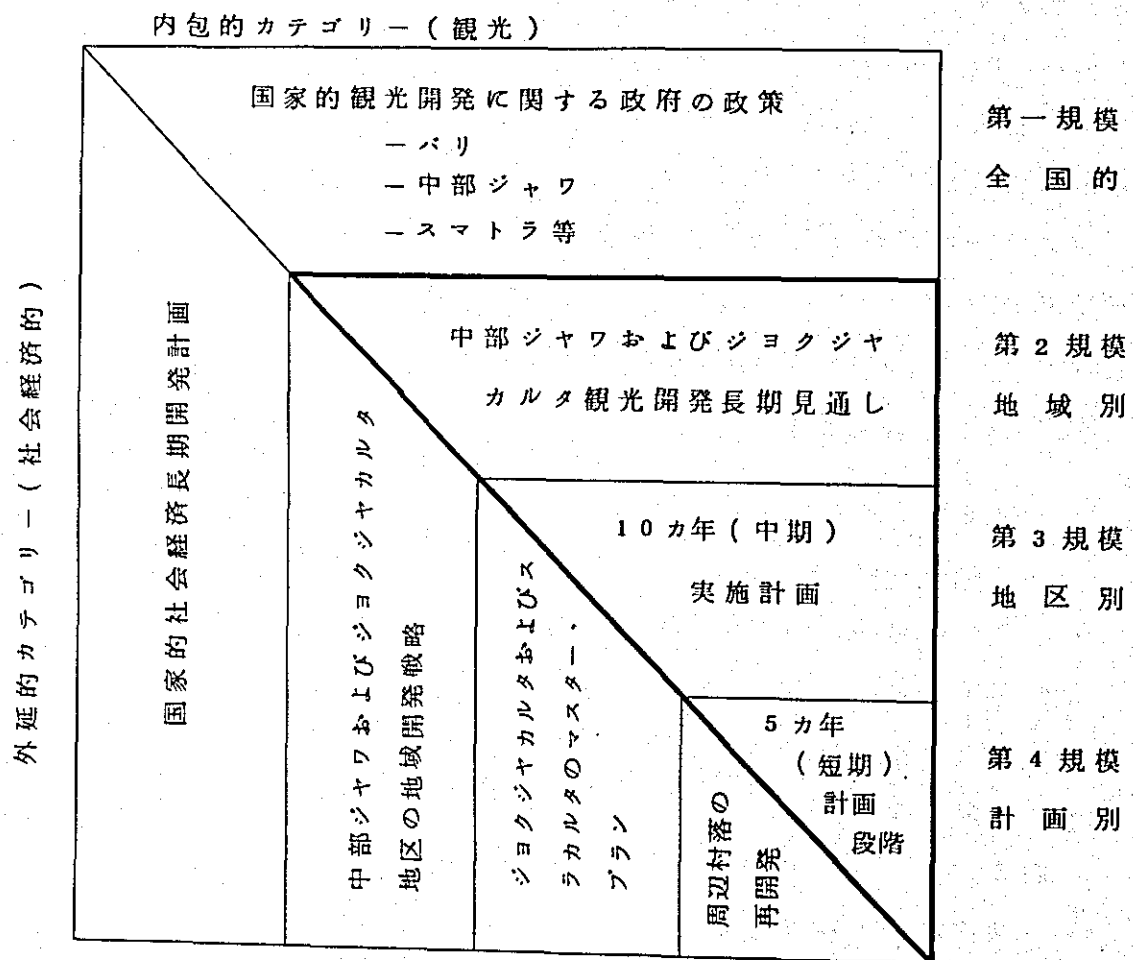 内包的カテゴリー(観光)
国家的観光開発に関する政府の政策
ーバリ
ー中部ジャワ
ースマトラ等
第一規模
全国的
外延的カテゴリー(社会経済的)
国家的社会経済長期開発計画
中部ジャワおよびジョクジャカルタ
地区の地域開発戦略
中部ジャワおよびジョクジャ
カルタ観光開発長期見通し
第2規模
地域別
ジョクジャカルタおよびス
ラカルタのマスター、
プラン
10カ年(中期)
実施計画
第3規模
地区別
周辺村落の
再開発
5カ年
(短期)
計画
段階
第4規模
計画別